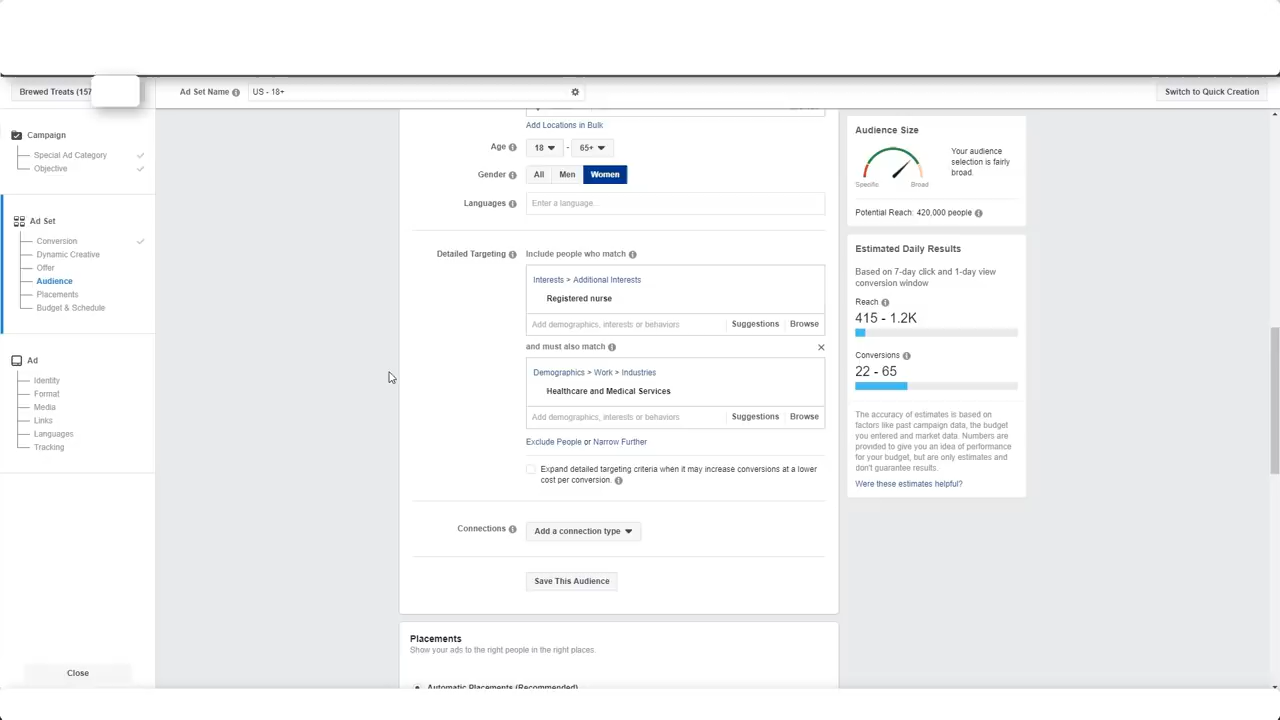 Brewed Treats (157
Ad Set Name
US - 18+
Switch to Quick Creation
Campaign
Special Ad Category
Objective
Ad Set
Conversion
Dynamic Creative
Offer
Audience
Placements
Budget & Schedule
Ad
Identity
Format
Media
Links
Languages
Tracking
Close
Add Locations in Bulk
Age
18 - 65+
Gender
All Men Women
Languages
Enter a language...
Detailed Targeting
Include people who match
Interests > Additional Interests
Registered nurse
Add demographics, interests or behaviors Suggestions Browse
and must also match
Demographics > Work > Industries
Healthcare and Medical Services
Add demographics, interests or behaviors Suggestions Browse
Exclude People or Narrow Further
Expand detailed targeting criteria when it may increase conversions at a lower
cost per conversion.
Connections
Add a connection type
Save This Audience
Placements
Show your ads to the right people in the right places.
Automatic Placements (Recommended)
Audience Size
Your audience
selection is fairly
broad.
Specific Broad
Potential Reach: 420,000 people
Estimated Daily Results
Based on 7-day click and 1-day view
conversion window
Reach
415 - 1.2K
Conversions
22 - 65
The accuracy of estimates is based on
factors like past campaign data, the budget
you entered and market data. Numbers are
provided to give you an idea of performance
for your budget, but are only estimates and
don't guarantee results.
Were these estimates helpful?